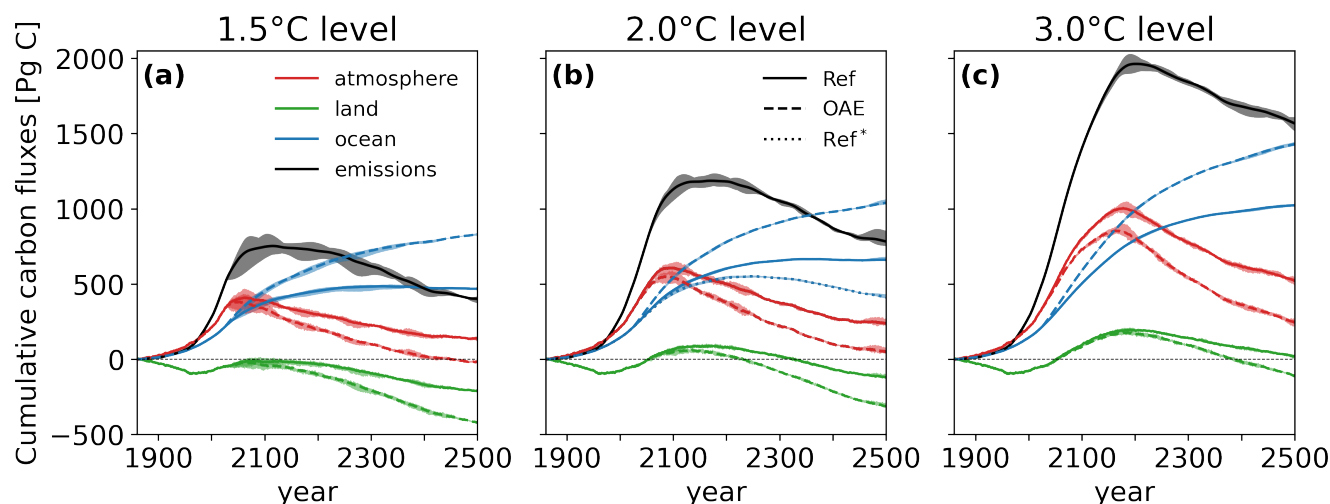 1.5°C level
2.0°C level
3.0°C level
Cumulative carbon fluxes [Pg C]
2000
1500
1000
500
0
−500
(a)
atmosphere
land
ocean
emissions
(b)
Ref
OAE
Ref*
(c)
1900 2100 2300 2500
1900 2100 2300 2500
1900 2100 2300 2500
year
year
year